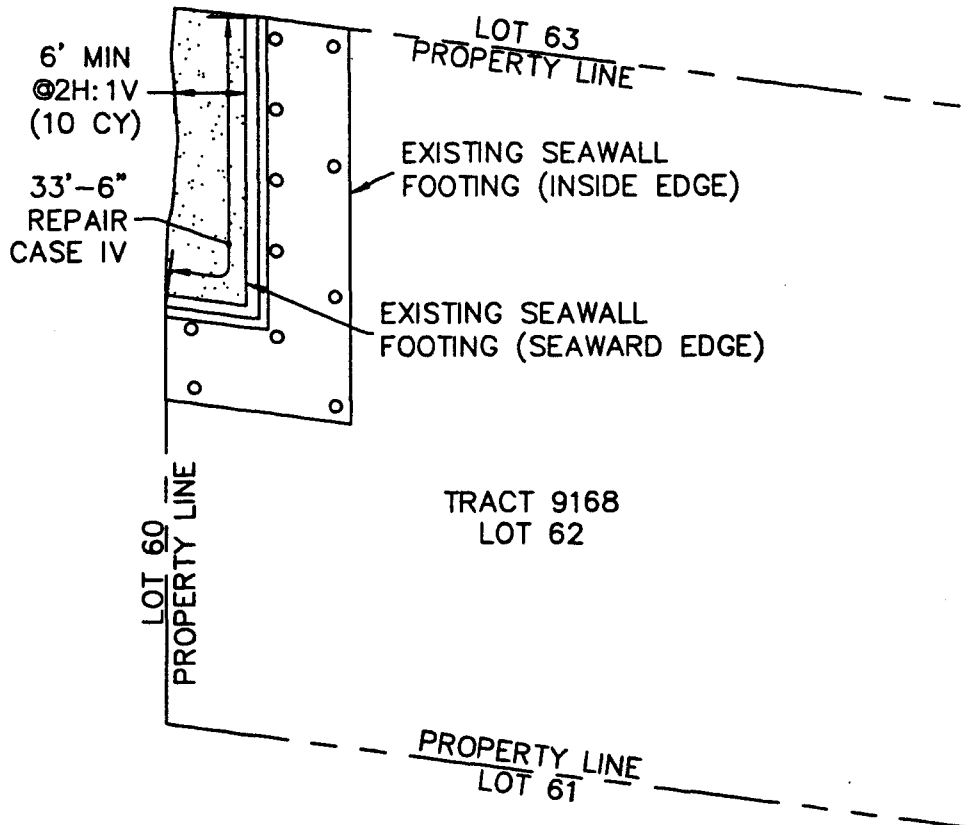 LOT 63
PROPERTY LINE
6' MIN
@2H:1V
(10 CY)
33'-6"
REPAIR
CASE IV
EXISTING SEAWALL
FOOTING (INSIDE EDGE)
EXISTING SEAWALL
FOOTING (SEAWARD EDGE)
TRACT 9168
LOT 62
LOT 60
PROPERTY LINE
PROPERTY LINE
LOT 61